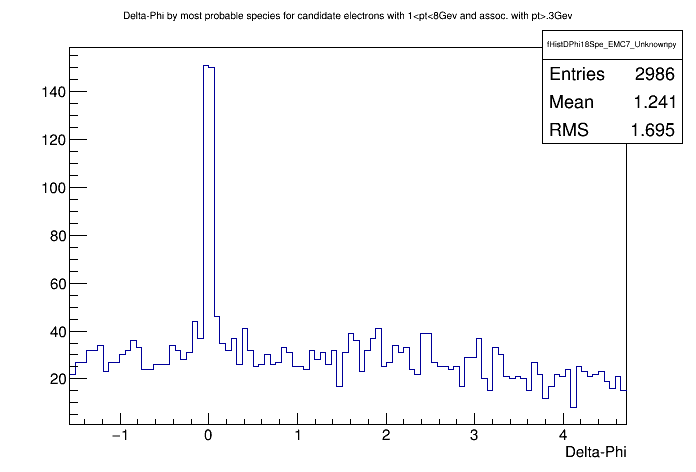 Delta-Phi by most probable species for candidate electrons with 1<pt<8Gev and assoc. with pt>.3Gev
fHistDPhi18Spe_EMC7_Unknownpy
Entries 2986
Mean 1.241
RMS 1.695
140
120
100
80
60
40
20
−1 0 1 2 3 4
Delta-Phi